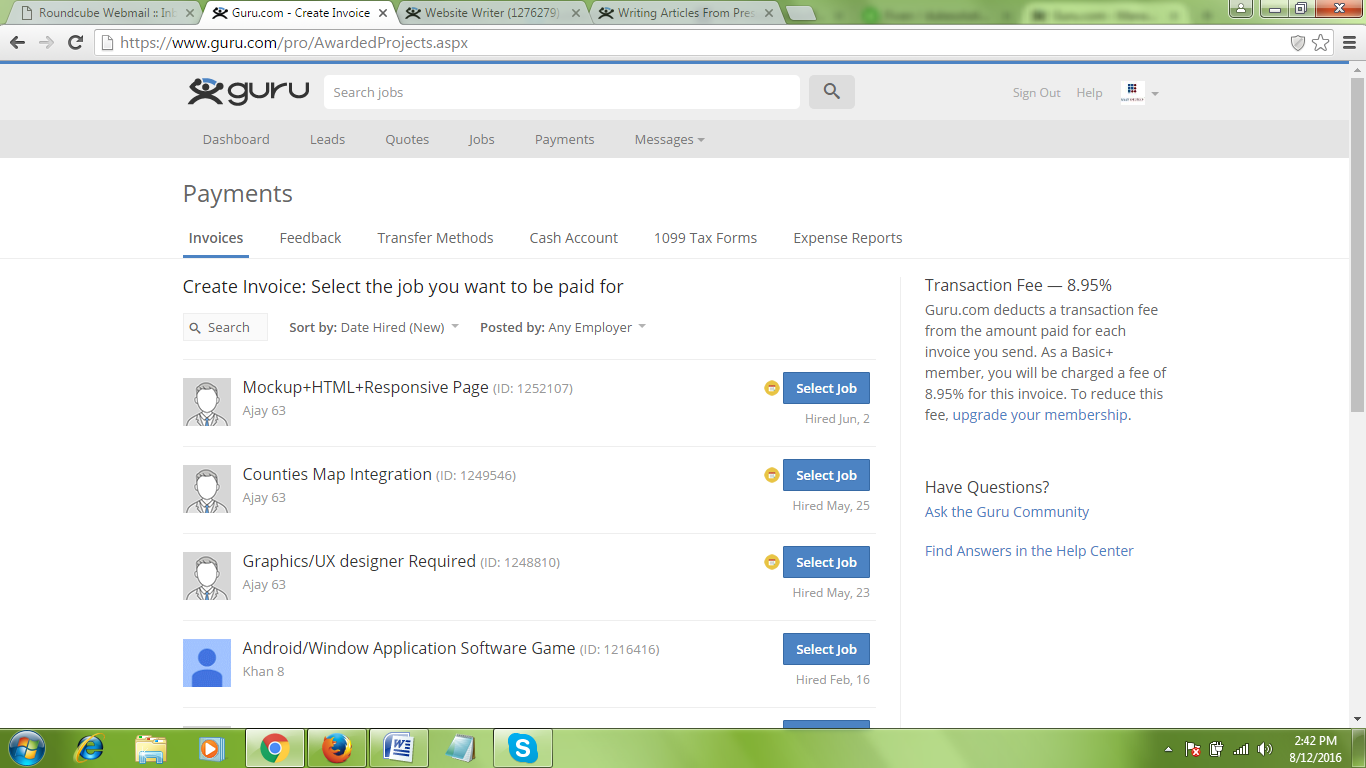 Roundcube Webmail :: Inb
Guru.com - Create Invoice
Website Writer (1276279)
Writing Articles From Pres
https://www.guru.com/pro/AwardedProjects.aspx
guru
Search jobs
Sign Out
Help
Dashboard
Leads
Quotes
Jobs
Payments
Messages
Payments
Invoices
Feedback
Transfer Methods
Cash Account
1099 Tax Forms
Expense Reports
Create Invoice: Select the job you want to be paid for
Search
Sort by: Date Hired (New)
Posted by: Any Employer
Mockup+HTML+Responsive Page (ID: 1252107)
Ajay 63
Select Job
Hired Jun, 2
Counties Map Integration (ID: 1249546)
Ajay 63
Select Job
Hired May, 25
Graphics/UX designer Required (ID: 1248810)
Ajay 63
Select Job
Hired May, 23
Android/Window Application Software Game (ID: 1216416)
Khan 8
Select Job
Hired Feb, 16
Transaction Fee — 8.95%
Guru.com deducts a transaction fee
from the amount paid for each
invoice you send. As a Basic+
member, you will be charged a fee of
8.95% for this invoice. To reduce this
fee, upgrade your membership.
Have Questions?
Ask the Guru Community
Find Answers in the Help Center
2:42 PM
8/12/2016